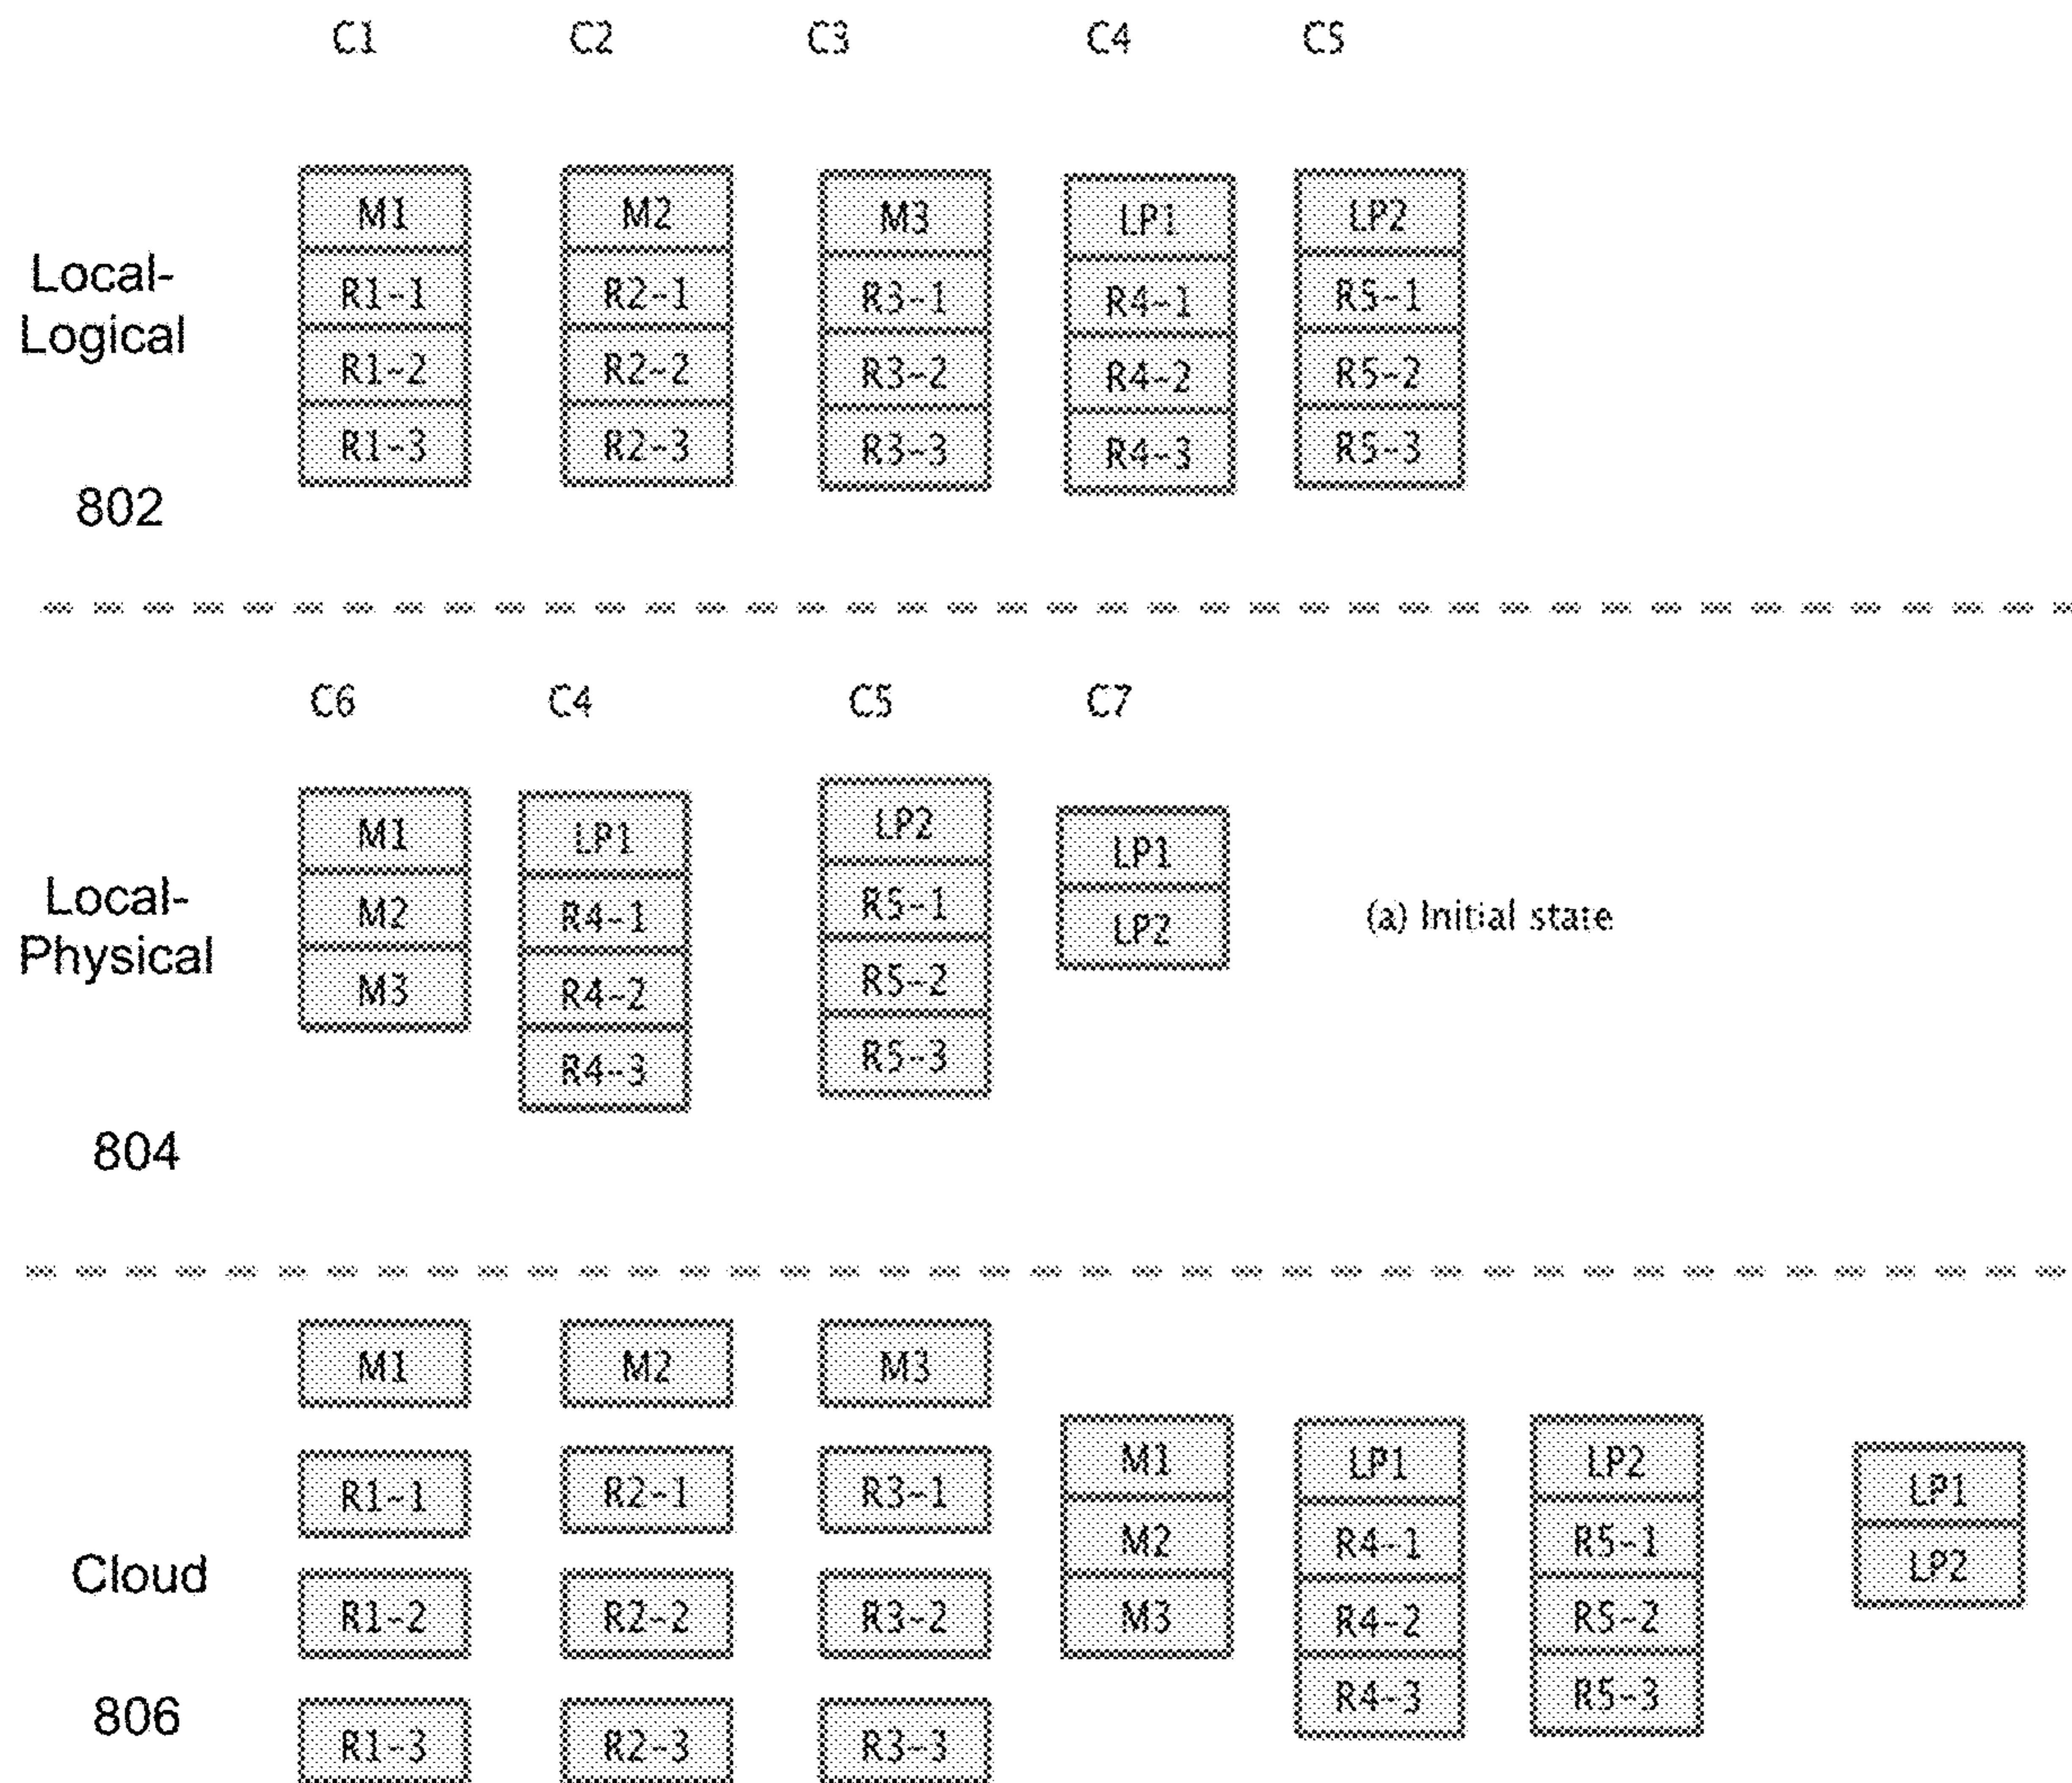 C1 C2 C3 C4 C5
M1 M2 M3 LP1 LP2
Local-
R1-1 R2-1 R3-1 R4-1 R5-1
Logical
R1-2 R2-2 R3-2 R4-2 R5-2
R1-3 R2-3 R3-3 R4-3 R5-3
802
C6 C4 C5 C7
M1 LP1 LP2 LP1
Local-
M2 R4-1 R5-1 LP2 (a) Initial state
Physical
M3 R4-2 R5-2
R4-3 R5-3
804
M1 M2 M3
M1 LP1 LP2 LP1
R1-1 R2-1 R3-1
M2 R4-1 R5-1 LP2
Cloud
R1-2 R2-2 R3-2 M3 R4-2 R5-2
R4-3 R5-3
806
R1-3 R2-3 R3-3